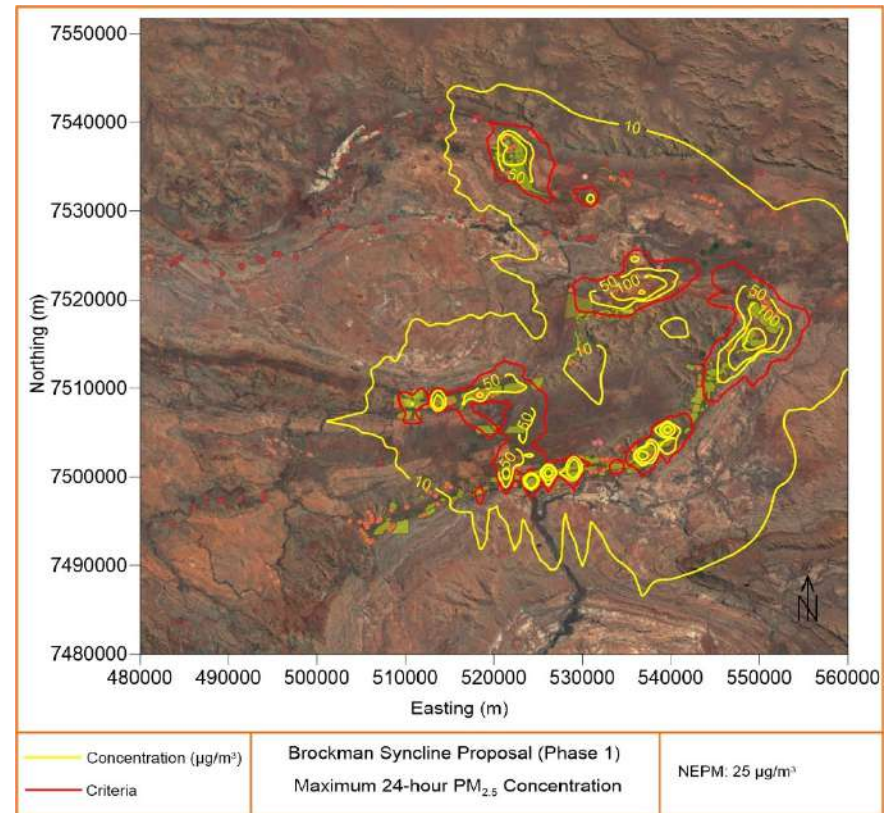 7550000
7540000
7530000
7520000
7510000
7500000
7490000
7480000
Northing (m)
10
50
50
100
50
100
10
50
50
50
10
N
480000 490000 500000 510000 520000 530000 540000 550000 560000
Easting (m)
Concentration (µg/m³)
Criteria
Brockman Syncline Proposal (Phase 1)
Maximum 24-hour PM₂.₅ Concentration
NEPM: 25 µg/m³